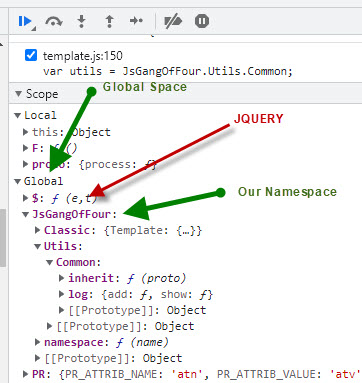 template.js:150
var utils = JsGangOfFour.Utils.Common;
Scope
Global Space
Local
this: Object
JQUERY
F: ƒ ()
proto: {process: ƒ}
Global
$: ƒ (e,t)
Our Namespace
JsGangOfFour:
Classic: {Template: {…}}
Utils:
Common:
inherit: ƒ (proto)
log: {add: ƒ, show: ƒ}
[[Prototype]]: Object
[[Prototype]]: Object
namespace: ƒ (name)
[[Prototype]]: Object
PR: {PR_ATTRIB_NAME: 'atn', PR_ATTRIB_VALUE: 'atv'